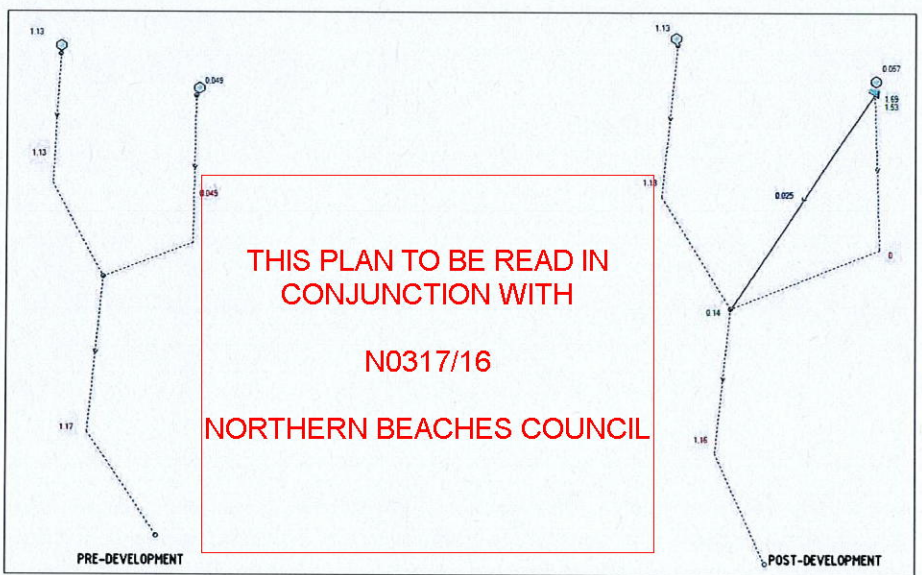 1.13
0.049
1.13
0.049
1.17
PRE-DEVELOPMENT
THIS PLAN TO BE READ IN
CONJUNCTION WITH
N0317/16
NORTHERN BEACHES COUNCIL
1.13
0.057
1.59
1.53
1.13
0.025
0
0.14
1.16
POST-DEVELOPMENT